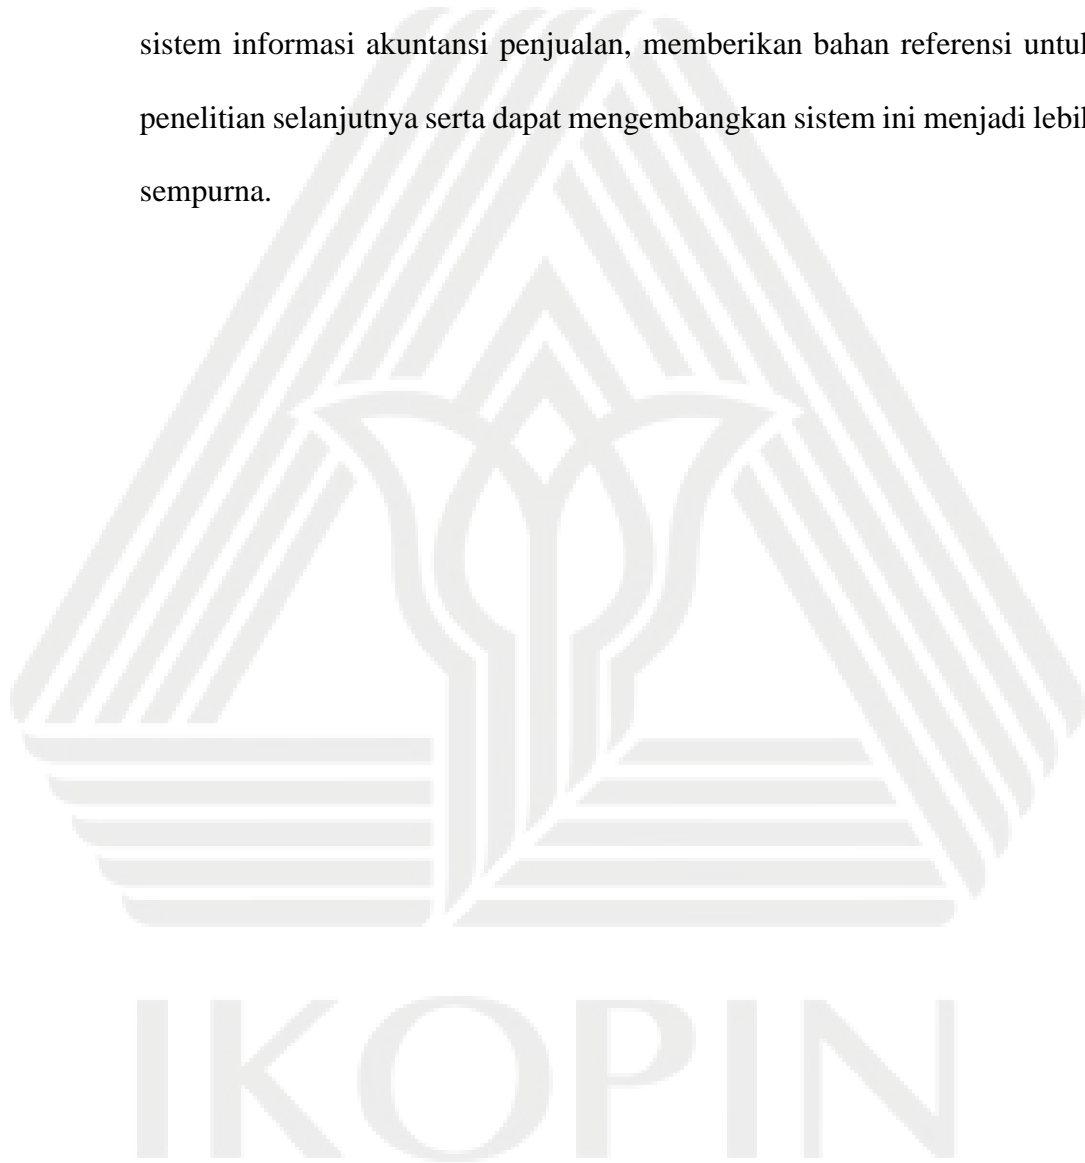 sistem informasi akuntansi penjualan, memberikan bahan referensi untuk
penelitian selanjutnya serta dapat mengembangkan sistem ini menjadi lebih
sempurna.
IKOPIN